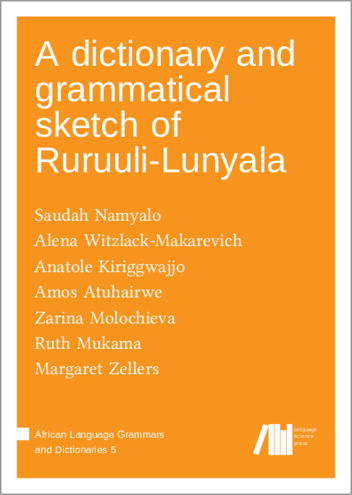 A dictionary and
grammatical
sketch of
Ruruuli-Lunyala
Saudah Namyalo
Alena Witzlack-Makarevich
Anatole Kiriggwajjo
Amos Atuhairwe
Zarina Molochieva
Ruth Mukama
Margaret Zellers
African Language Grammars
and Dictionaries 5
language
science
press